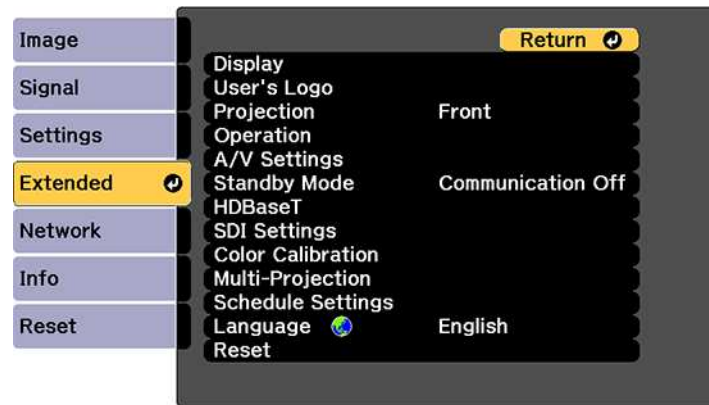 Image
Signal
Settings
Extended
Network
Info
Reset
Return
Display
User's Logo
Projection Front
Operation
A/V Settings
Standby Mode Communication Off
HDBaseT
SDI Settings
Color Calibration
Multi-Projection
Schedule Settings
Language English
Reset